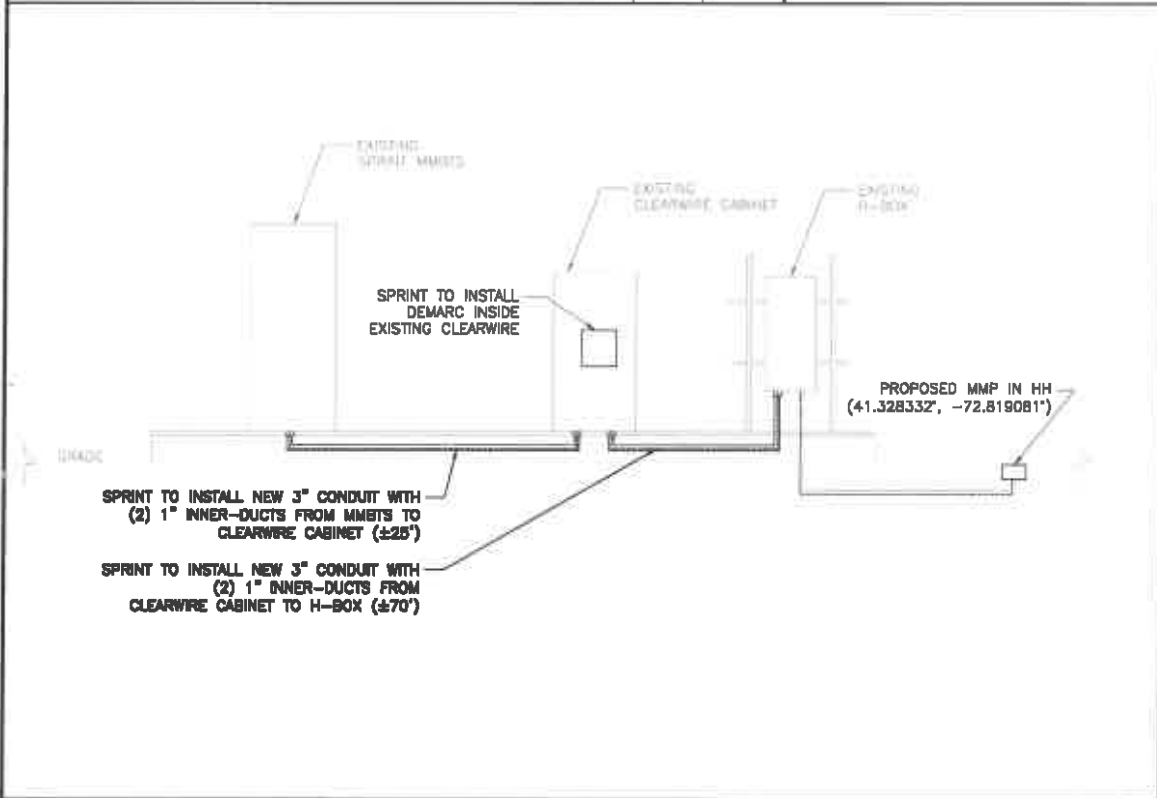 EXISTING
SPRINT MMBTS
EXISTING
CLEARWIRE CABINET
EXISTING
H-BOX
SPRINT TO INSTALL
DEMARC INSIDE
EXISTING CLEARWIRE
PROPOSED MMP IN HH
(41.328332°, -72.819081°)
GRADE
SPRINT TO INSTALL NEW 3" CONDUIT WITH
(2) 1" INNER-DUCTS FROM MMBTS TO
CLEARWIRE CABINET (±25')
SPRINT TO INSTALL NEW 3" CONDUIT WITH
(2) 1" INNER-DUCTS FROM
CLEARWIRE CABINET TO H-BOX (±70')